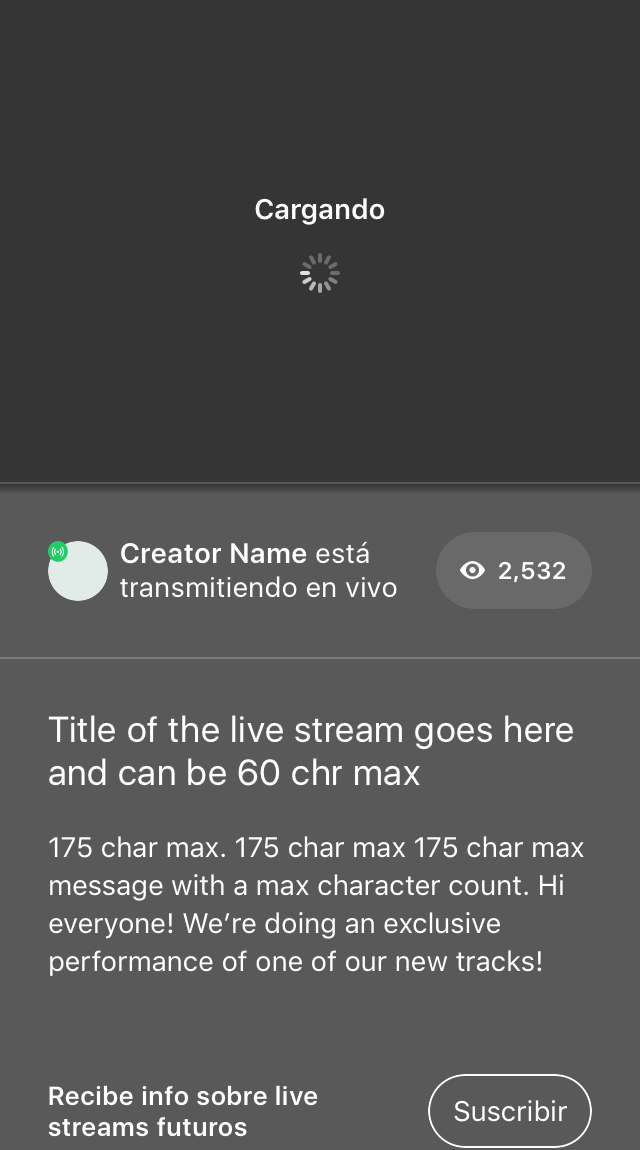 Cargando
Creator Name está
transmitiendo en vivo
2,532
Title of the live stream goes here
and can be 60 chr max
175 char max. 175 char max 175 char max
message with a max character count. Hi
everyone! We’re doing an exclusive
performance of one of our new tracks!
Recibe info sobre live
streams futuros
Suscribir